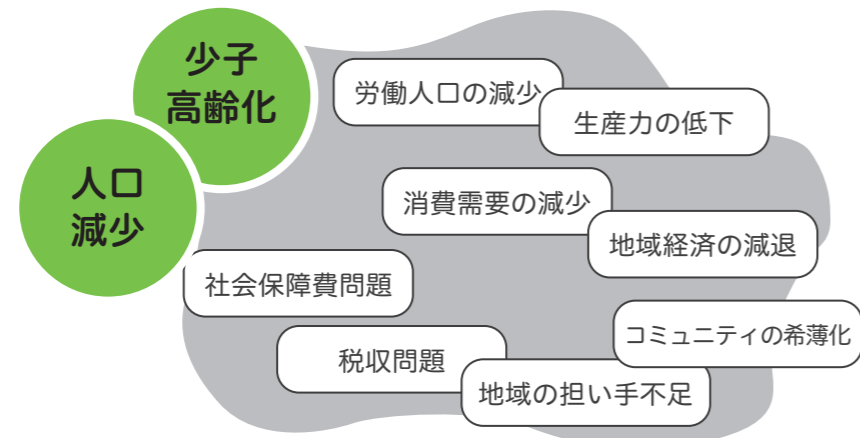 少子
高齢化
人口
減少
労働人口の減少
生産力の低下
消費需要の減少
地域経済の減退
社会保障費問題
コミュニティの希薄化
税収問題
地域の担い手不足